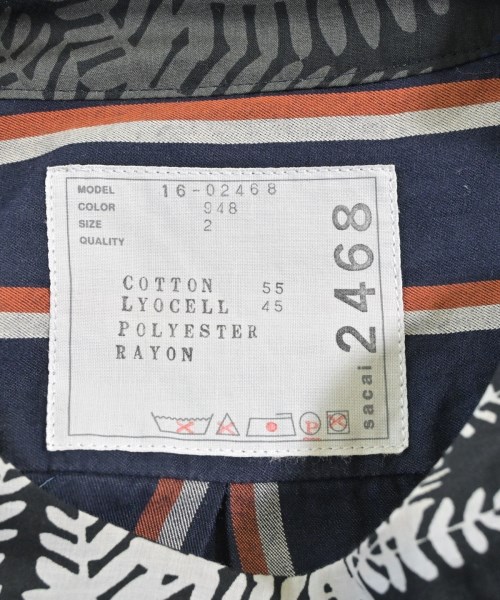 MODEL 16-02468
COLOR 948
SIZE 2
QUALITY
COTTON 55
LYOCELL 45
POLYESTER
RAYON
P
sacai 2468